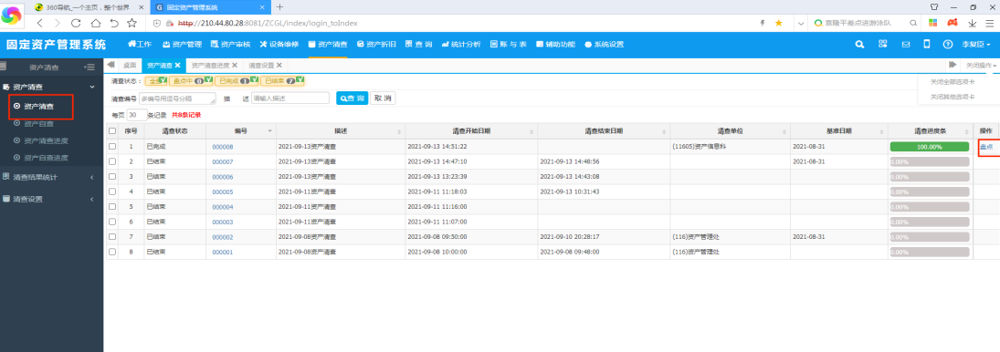 360导航_一个主页，整个世界 × G 固定资产管理系统 × +
http://210.44.80.28:8081/ZCGL/index/login_toIndex
固定资产管理系统 工作 资产管理 资产审核 设备维修 资产清查 资产折旧 查 询 统计分析 账 与 表 辅助功能 系统设置
资产清查 桌面 资产清查 × 资产清查进度 × 清查设置 × 关闭操作
关闭全部选项卡
关闭其他选项卡
资产清查
资产清查
资产自查
资产清查进度
资产自查进度
清查结果统计
清查设置
清查状态： 全部 盘点中 0 已完成 1 已结束 7
清查编号 多编号用逗号分隔 描 述 请输入描述 查 询 取 消
每页 30 条记录 共8条记录
序号 清查状态 编号 描述 清查开始日期 清查结束日期 清查单位 基准日期 清查进度条 操作
1 已完成 000008 2021-09-13资产清查 2021-09-13 14:51:22 (11605)资产信息科 2021-08-31 100.00% 盘点
2 已结束 000007 2021-09-13资产清查 2021-09-13 14:47:10 2021-09-13 14:48:56 2021-08-31 0.00%
3 已结束 000006 2021-09-13资产清查 2021-09-13 13:23:39 2021-09-13 14:43:08 0.00%
4 已结束 000005 2021-09-11资产清查 2021-09-11 11:18:03 2021-09-13 10:31:43 0.00%
5 已结束 000004 2021-09-11资产清查 2021-09-11 11:16:00 0.00%
6 已结束 000003 2021-09-11资产清查 2021-09-11 11:07:00 0.00%
7 已结束 000002 2021-09-08资产清查 2021-09-08 09:50:00 2021-09-10 20:28:17 (116)资产管理处 2021-08-31 0.00%
8 已结束 000001 2021-09-08资产清查 2021-09-08 10:00:00 2021-09-08 09:48:00 (116)资产管理处 0.00%